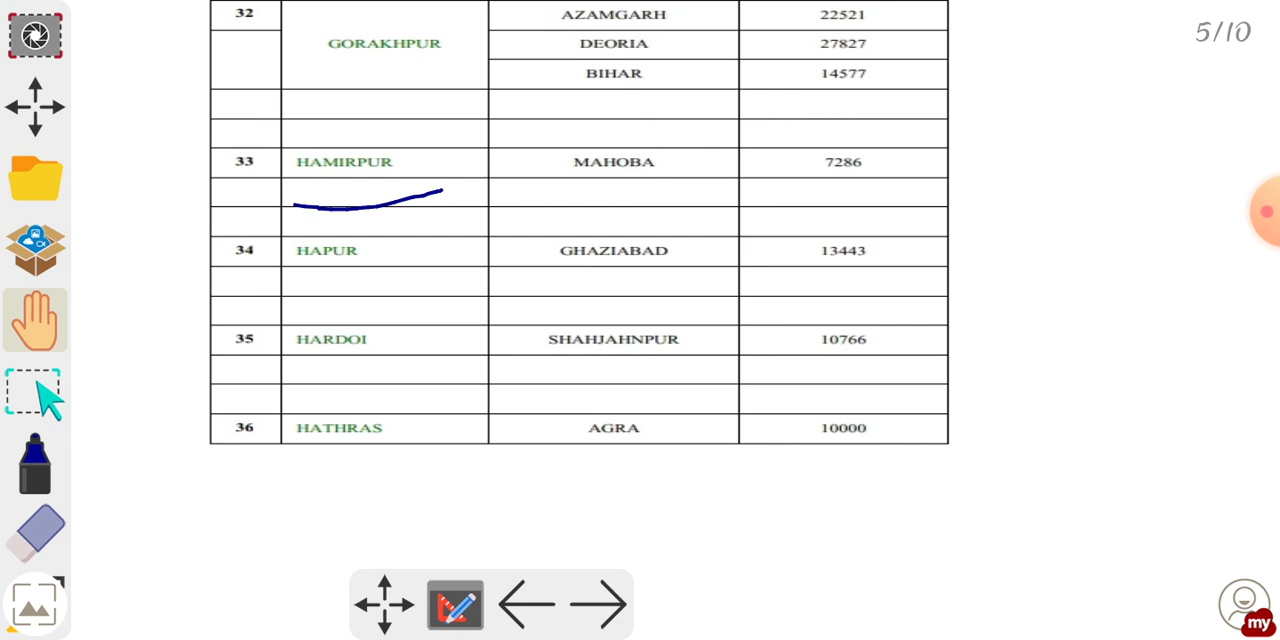 5/10
32 AZAMGARH 22521
GORAKHPUR DEORIA 27827
BIHAR 14577
33 HAMIRPUR MAHOBA 7286
34 HAPUR GHAZIABAD 13443
35 HARDOI SHAHJAHNPUR 10766
36 HATHRAS AGRA 10000
my